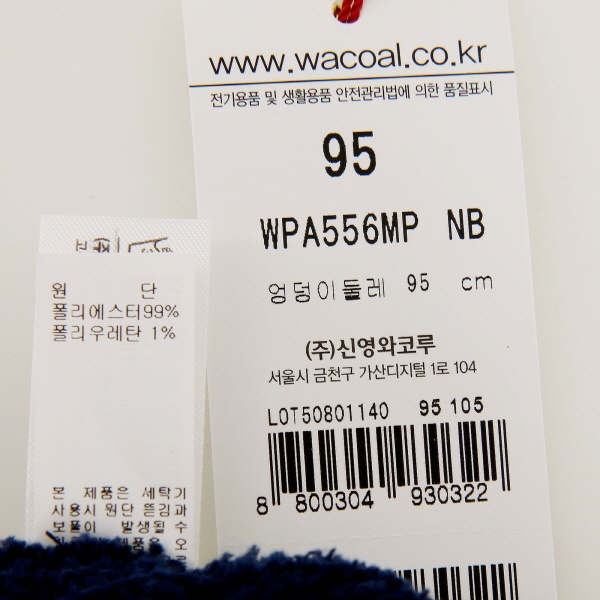 www.wacoal.co.kr
전기용품 및 생활용품 안전관리법에 의한 품질표시
95
WPA556MP NB
엉덩이둘레 95 cm
(주)신영와코루
서울시 금천구 가산디지털 1로 104
LOT50801140 95 105
8 800304 930322
원 단
폴리에스터99%
폴리우레탄 1%
본 제품은 세탁기
사용시 원단 뜯김과
보풀이 발생될 수
제품을 오